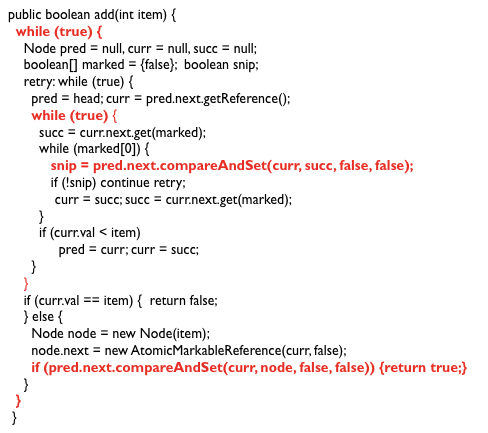 public boolean add(int item) {
while (true) {
Node pred = null, curr = null, succ = null;
boolean[] marked = {false}; boolean snip;
retry: while (true) {
pred = head; curr = pred.next.getReference();
while (true) {
succ = curr.next.get(marked);
while (marked[0]) {
snip = pred.next.compareAndSet(curr, succ, false, false);
if (!snip) continue retry;
curr = succ; succ = curr.next.get(marked);
}
if (curr.val < item)
pred = curr; curr = succ;
}
}
if (curr.val == item) { return false;
} else {
Node node = new Node(item);
node.next = new AtomicMarkableReference(curr, false);
if (pred.next.compareAndSet(curr, node, false, false)) {return true;}
}
}
}